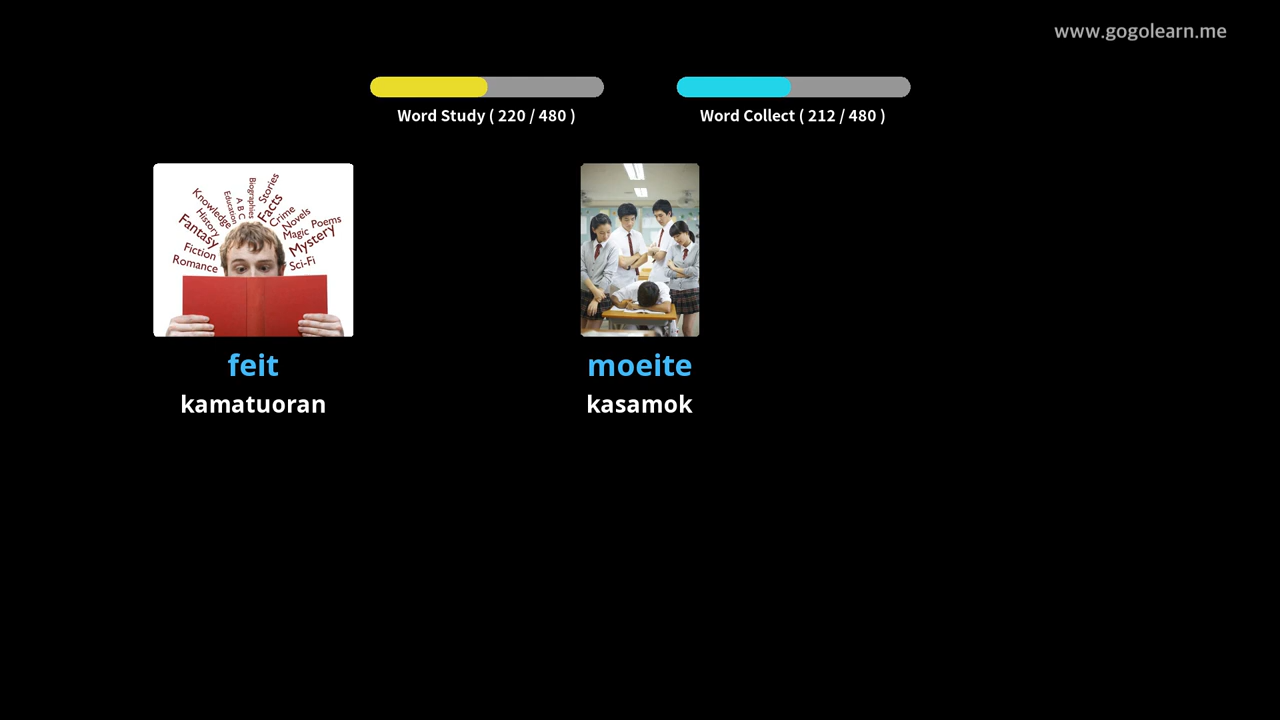 www.gogolearn.me
Word Study ( 220 / 480 )
Word Collect ( 212 / 480 )
Stories
Biographies
Facts
A B C
Education
Knowledge
Crime
History
Novels
Fantasy
Magic
Poems
Mystery
Fiction
Romance
Sci-Fi
feit
moeite
kamatuoran
kasamok